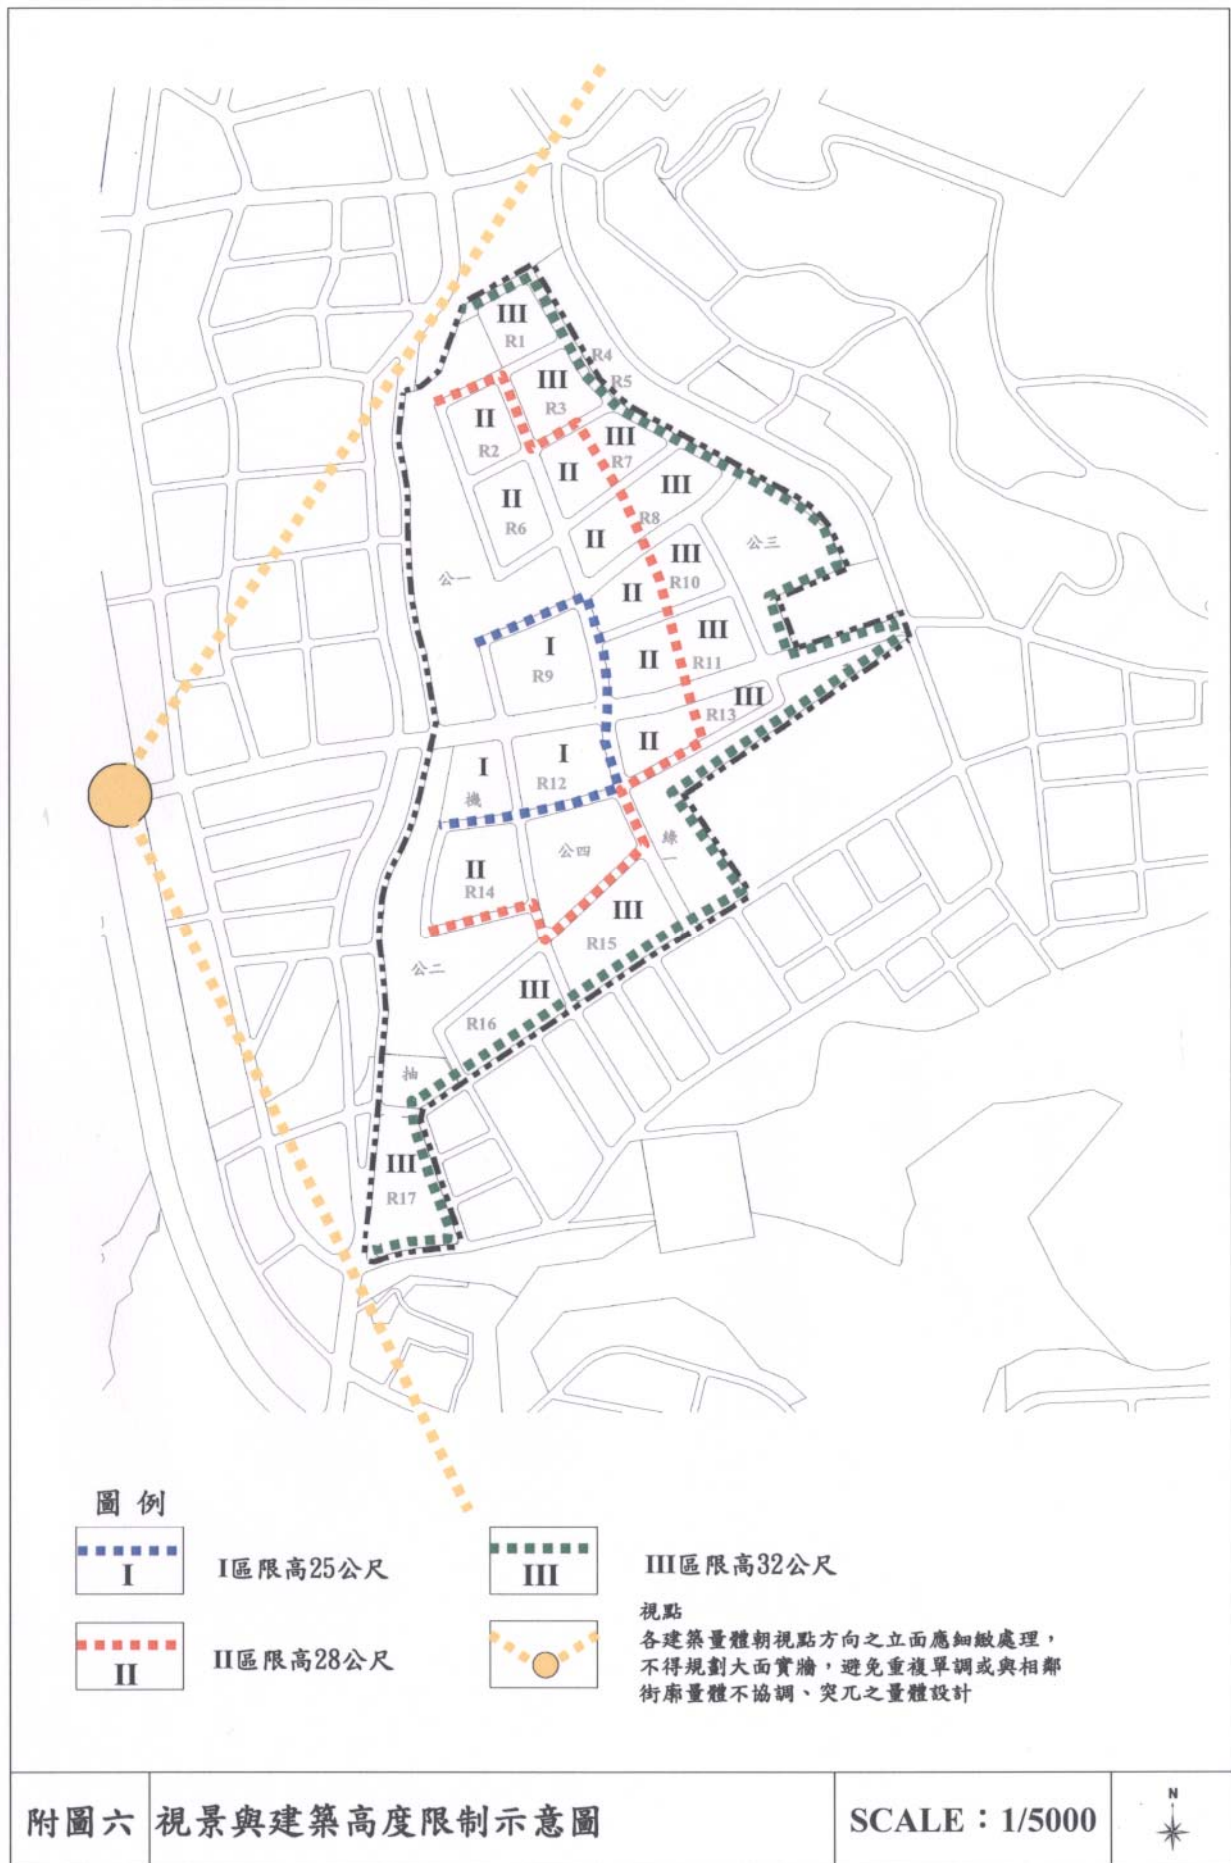 III
R1
R4
III
R5
R3
II
III
R2
R7
II
III
II
R6
R8
II
III
公三
公一
II
R10
I
III
R9
II
R11
III
R13
I
II
I
R12
機
綠一
公四
II
R14
III
R15
公二
III
R16
抽
III
R17
圖 例
I
I區限高25公尺
III
III區限高32公尺
II
II區限高28公尺
視點
各建築量體朝視點方向之立面應細緻處理，
不得規劃大面實牆，避免重複單調或與相鄰
街廓量體不協調、突兀之量體設計
附圖六
視景與建築高度限制示意圖
SCALE：1/5000
N